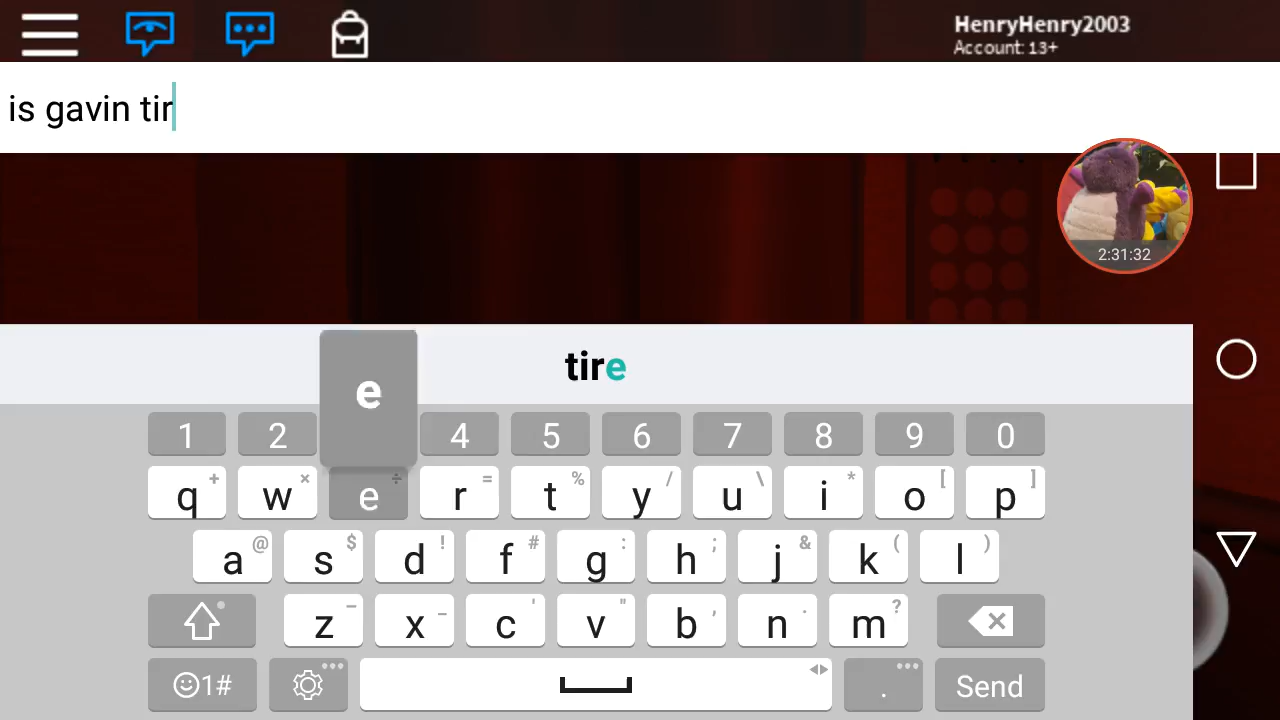 HenryHenry2003
Account: 13+
is gavin tir
2:31:32
tire
e
1 2 4 5 6 7 8 9 0
q + w × e ÷ r = t % y / u \ i * o [ p ]
a @ s $ d ! f # g : h ; j & k ( l )
z - x _ c ' v " b , n . m ?
1# . Send